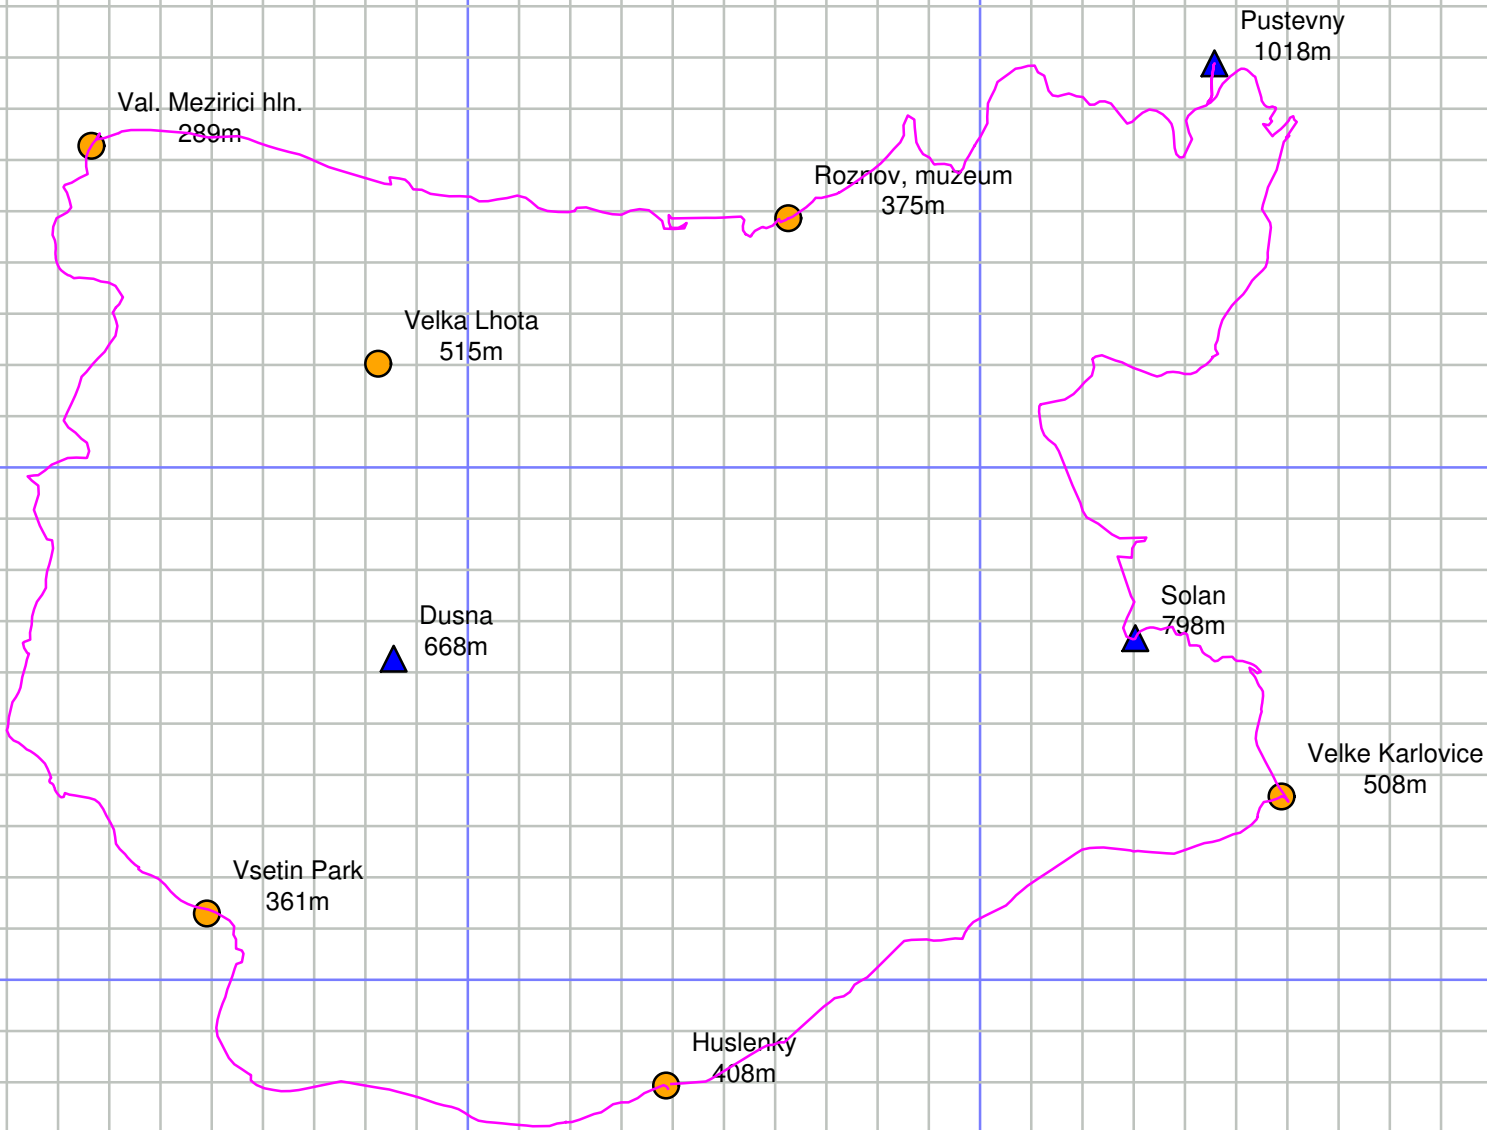 Pustevny
1018m
Val. Mezirici hln.
289m
Roznov, muzeum
375m
Velka Lhota
515m
Solan
798m
Dusna
668m
Velke Karlovice
508m
Vsetin Park
361m
Huslenky
408m